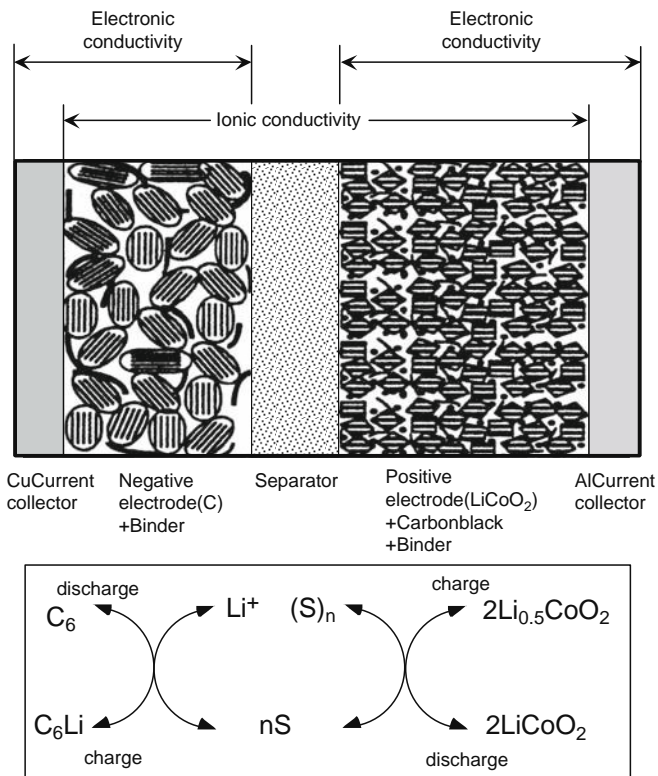 Electronic
conductivity
Electronic
conductivity
Ionic conductivity
CuCurrent
collector
Negative
electrode(C)
+Binder
Separator
Positive
electrode(LiCoO₂)
+Carbonblack
+Binder
AlCurrent
collector
discharge
charge
C₆ Li⁺ (S)ₙ 2Li₀.₅CoO₂
C₆Li nS 2LiCoO₂
charge
discharge